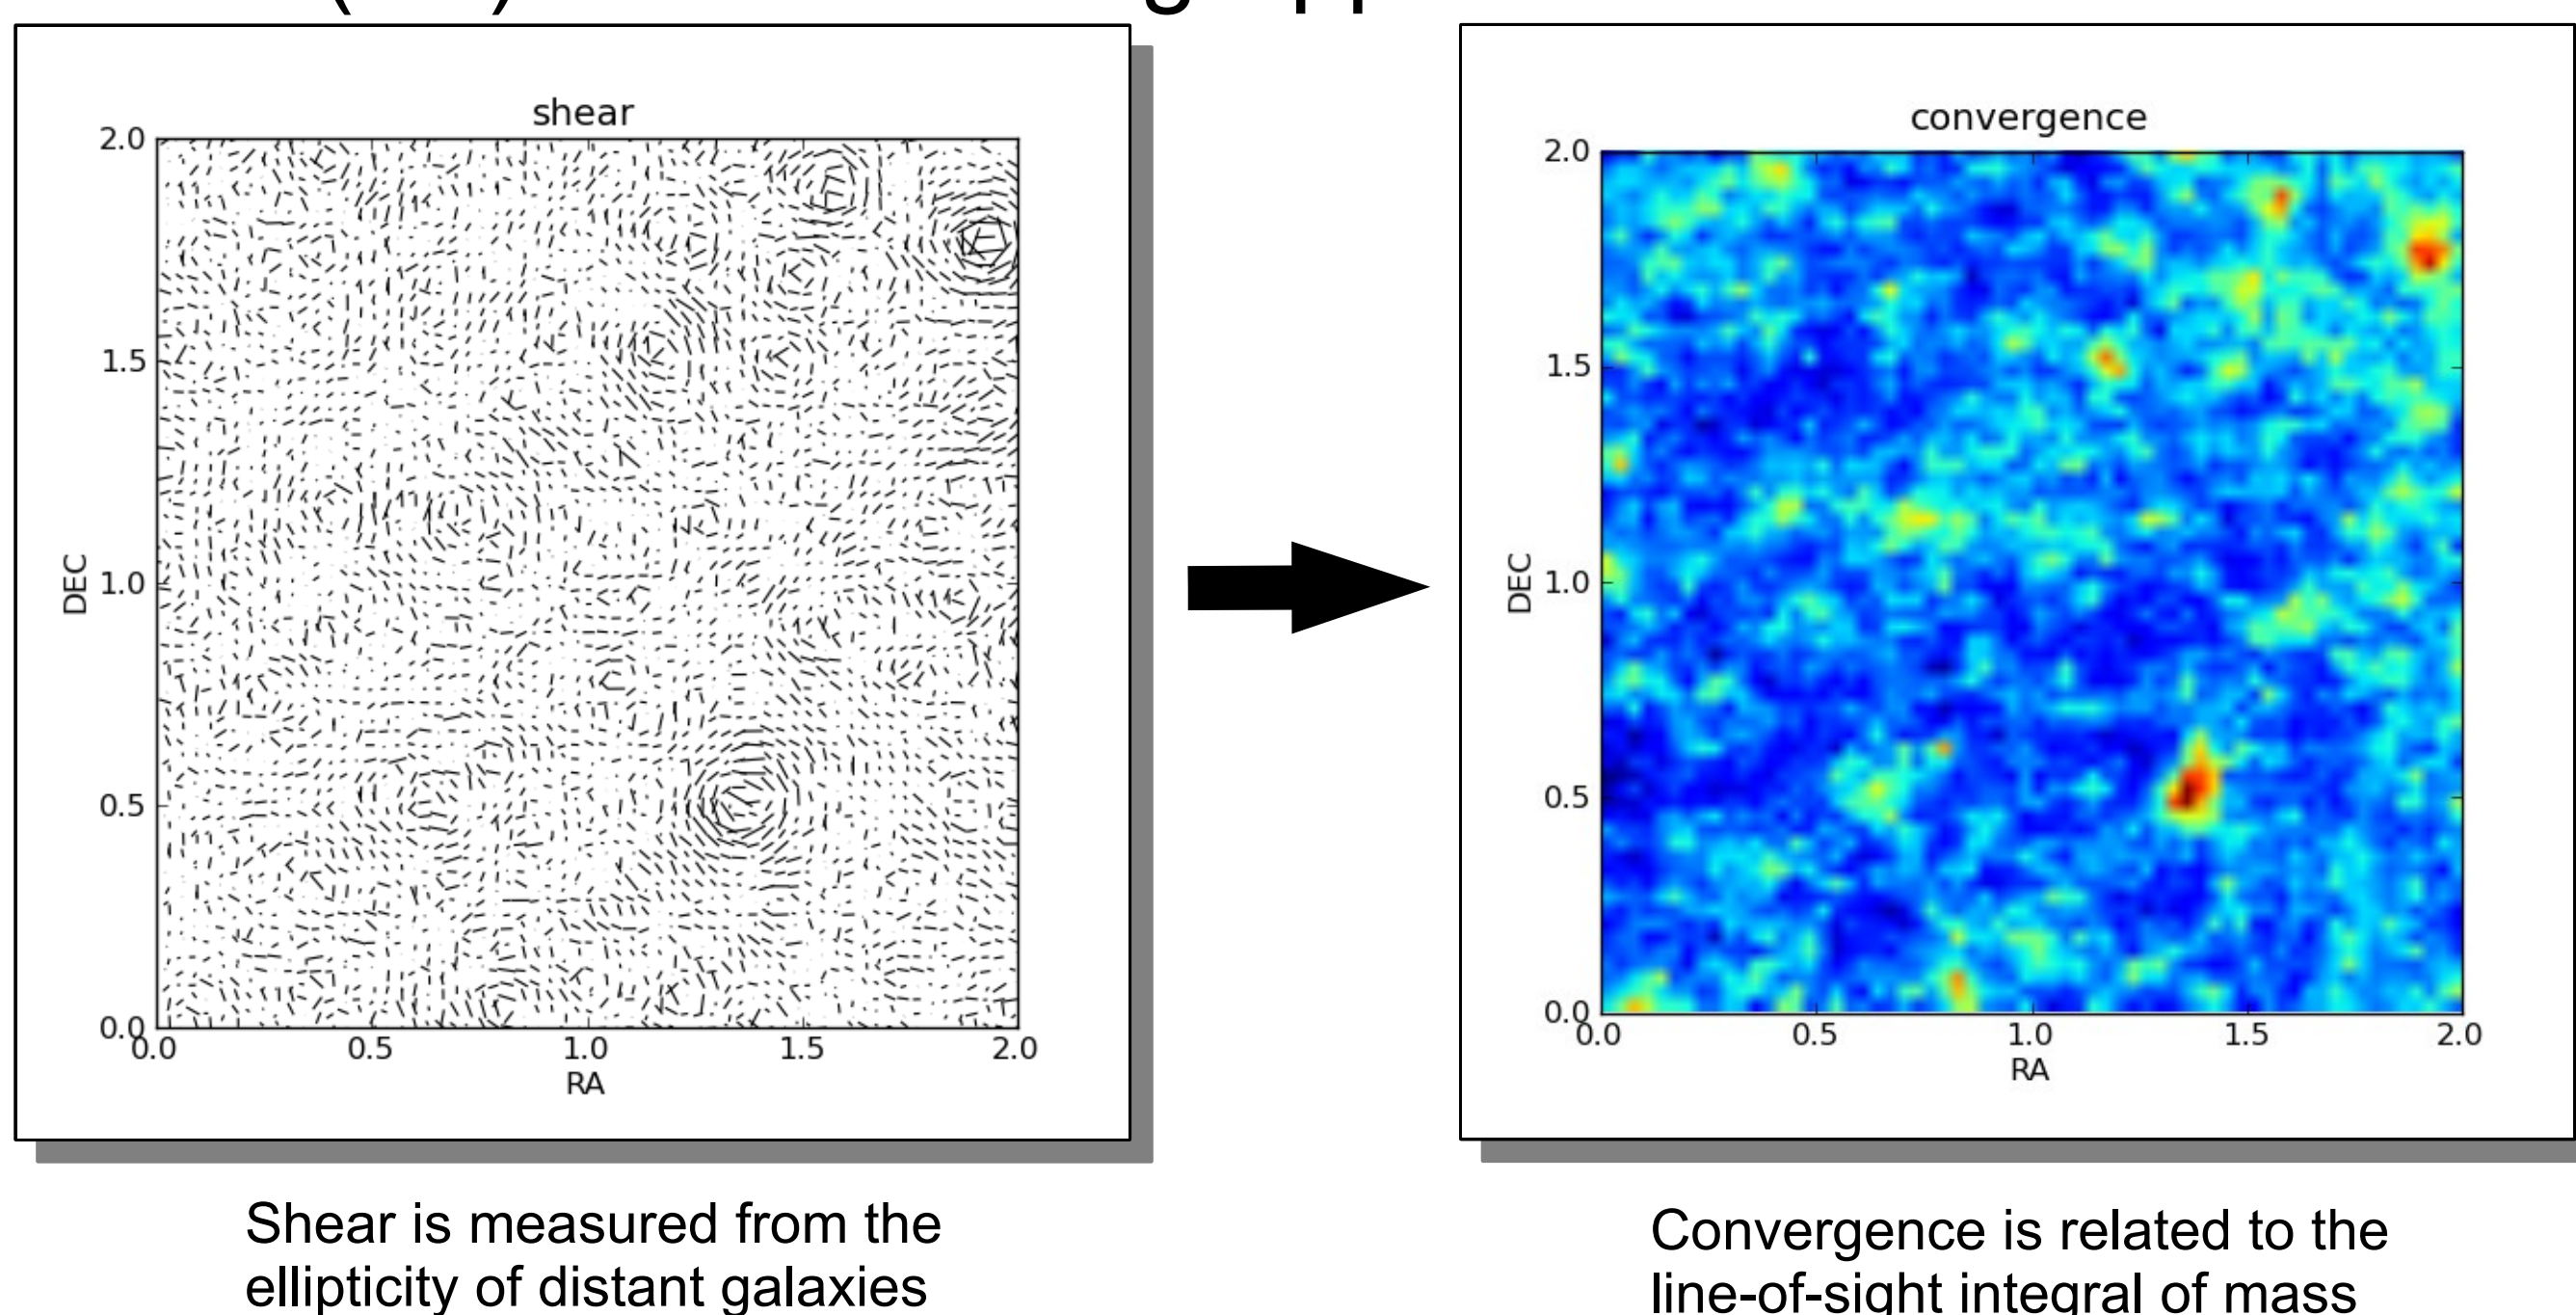 shear
2.0
1.5
1.0
0.5
0.0
DEC
0.0 0.5 1.0 1.5 2.0
RA
Shear is measured from the
ellipticity of distant galaxies
convergence
2.0
1.5
1.0
0.5
0.0
DEC
0.0 0.5 1.0 1.5 2.0
RA
Convergence is related to the
line-of-sight integral of mass